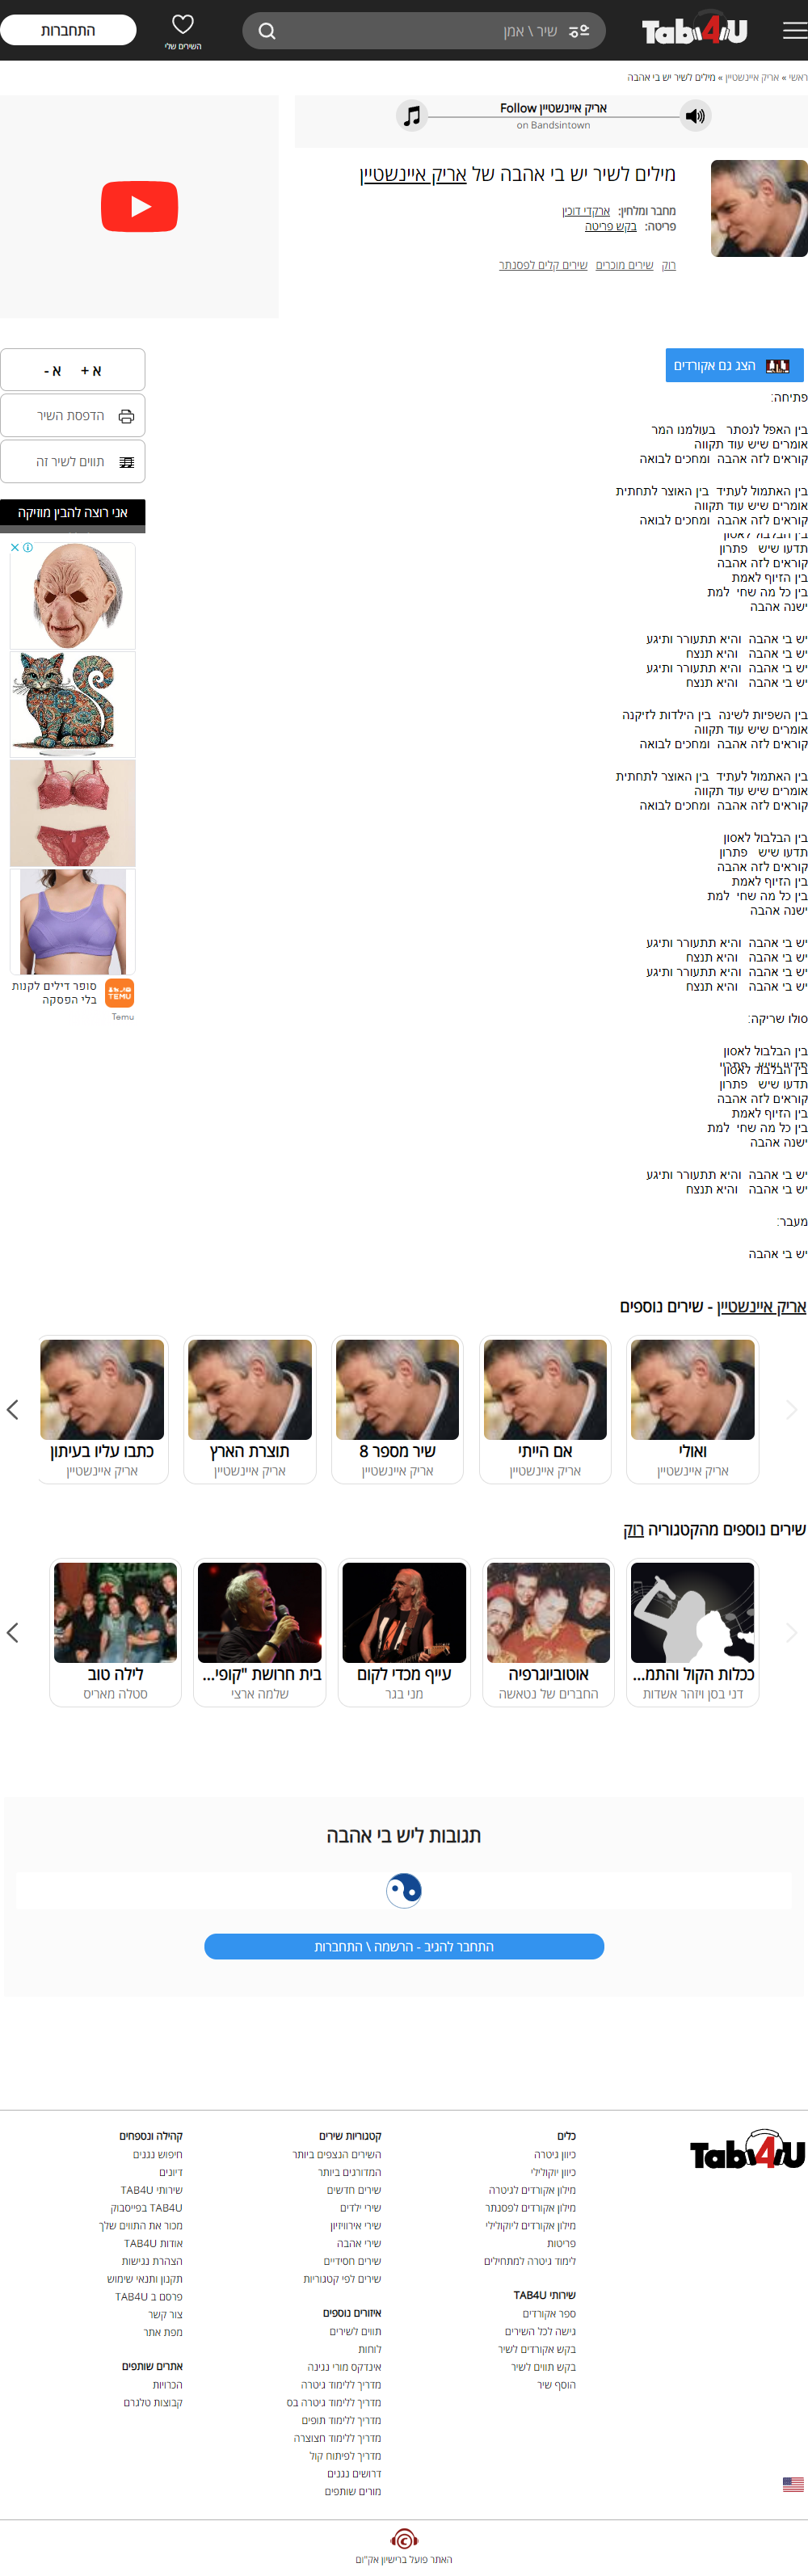 Tab4U
שיר \ אמן
השירים שלי
התחברות
ראשי » אריק איינשטיין » מילים לשיר יש בי אהבה
Follow אריק איינשטיין
on Bandsintown
מילים לשיר יש בי אהבה של אריק איינשטיין
מחבר ומלחין: ארקדי דוכין
פריטה: בקש פריטה
רוק שירים מוכרים שירים קלים לפסנתר
הצג גם אקורדים
א + א -
הדפסת השיר
תווים לשיר זה
אני רוצה להבין מוזיקה
פתיחה:
בין האפל לנסתר בעולמנו המר
אומרים שיש עוד תקווה
קוראים לזה אהבה ומחכים לבואה
בין האתמול לעתיד בין האוצר לתחתית
אומרים שיש עוד תקווה
קוראים לזה אהבה ומחכים לבואה
בין הבלבול לאסון
תדעו שיש פתרון
קוראים לזה אהבה
בין הזיוף לאמת
בין כל מה שחי למת
ישנה אהבה
יש בי אהבה והיא תתעורר ותיגע
יש בי אהבה והיא תנצח
יש בי אהבה והיא תתעורר ותיגע
יש בי אהבה והיא תנצח
בין השפיות לשינה בין הילדות לזיקנה
אומרים שיש עוד תקווה
קוראים לזה אהבה ומחכים לבואה
בין האתמול לעתיד בין האוצר לתחתית
אומרים שיש עוד תקווה
קוראים לזה אהבה ומחכים לבואה
בין הבלבול לאסון
תדעו שיש פתרון
קוראים לזה אהבה
בין הזיוף לאמת
בין כל מה שחי למת
ישנה אהבה
יש בי אהבה והיא תתעורר ותיגע
יש בי אהבה והיא תנצח
יש בי אהבה והיא תתעורר ותיגע
יש בי אהבה והיא תנצח
סולו שריקה:
בין הבלבול לאסון
תדעו שיש פתרון
בין הבלבול לאסון
תדעו שיש פתרון
קוראים לזה אהבה
בין הזיוף לאמת
בין כל מה שחי למת
ישנה אהבה
יש בי אהבה והיא תתעורר ותיגע
יש בי אהבה והיא תנצח
מעבר:
יש בי אהבה
TEMU
סופר דילים לקנות
בלי הפסקה
Temu
אריק איינשטיין - שירים נוספים
ואולי
אריק איינשטיין
אם הייתי
אריק איינשטיין
שיר מספר 8
אריק איינשטיין
תוצרת הארץ
אריק איינשטיין
כתבו עליו בעיתון
אריק איינשטיין
שירים נוספים מהקטגוריה רוק
ככלות הקול והתמ...
דני בסן ויזהר אשדות
אוטוביוגרפיה
החברים של נטאשה
עייף מכדי לקום
מני בגר
בית חרושת "קופי...
שלמה ארצי
לילה טוב
סטלה מאריס
תגובות ליש בי אהבה
התחבר להגיב - הרשמה \ התחברות
Tab4U
כלים
כיוון גיטרה
כיוון יוקולילי
מילון אקורדים לגיטרה
מילון אקורדים לפסנתר
מילון אקורדים ליוקולילי
פריטות
לימוד גיטרה למתחילים
שירותי TAB4U
ספר אקורדים
גישה לכל השירים
בקש אקורדים לשיר
בקש תווים לשיר
הוסף שיר
קטגוריות שירים
השירים הנצפים ביותר
המדורגים ביותר
שירים חדשים
שירי ילדים
שירי אירוויזיון
שירי אהבה
שירים חסידיים
שירים לפי קטגוריות
איזורים נוספים
תווים לשירים
לוחות
אינדקס מורי נגינה
מדריך ללימוד גיטרה
מדריך ללימוד גיטרה בס
מדריך ללימוד תופים
מדריך ללימוד חצוצרה
מדריך לפיתוח קול
דרושים נגנים
מורים שותפים
קהילה ונספחים
חיפוש נגנים
דיונים
שירותי TAB4U
TAB4U בפייסבוק
מכור את התווים שלך
אודות TAB4U
הצהרת נגישות
תקנון ותנאי שימוש
פרסם ב TAB4U
צור קשר
מפת אתר
אתרים שותפים
הכרויות
קבוצות טלגרם
האתר פועל ברישיון אקו"ם